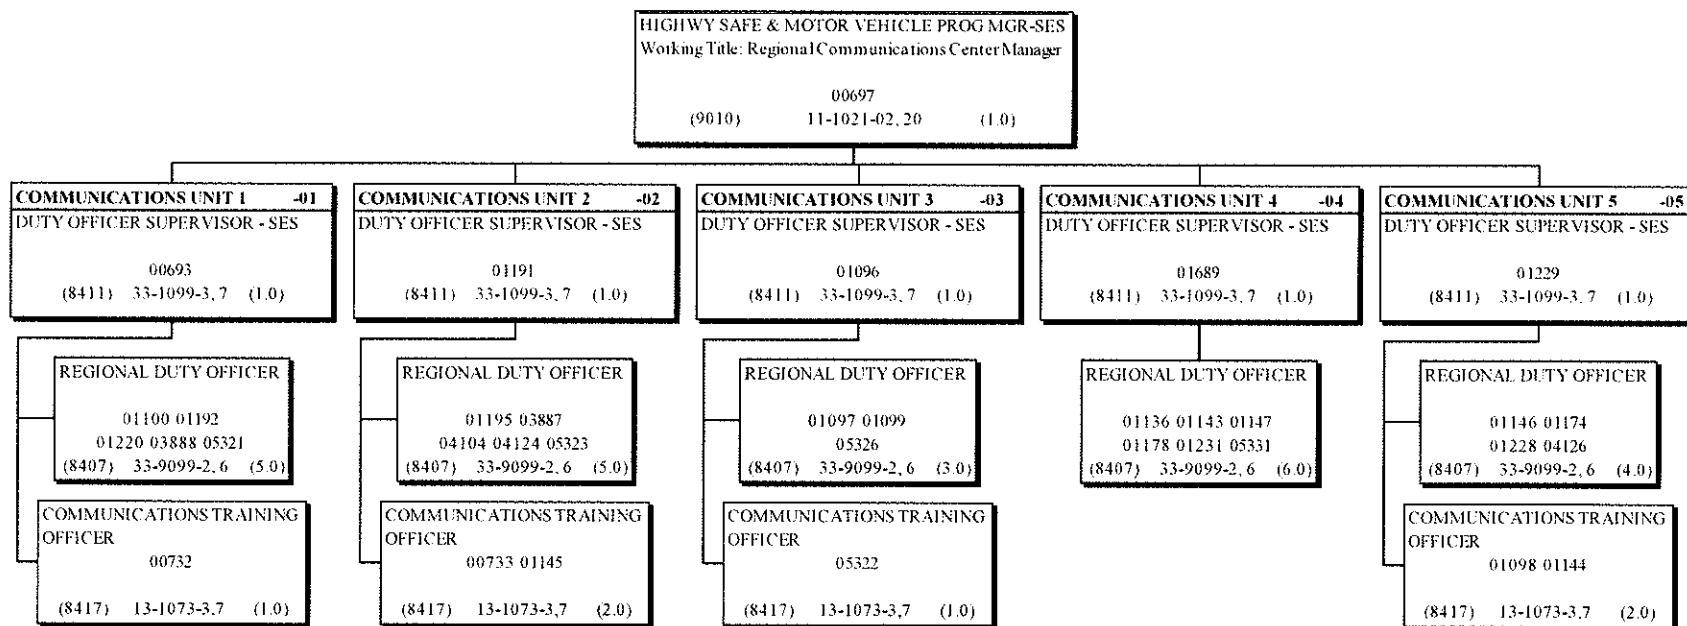 HIGHWY SAFE & MOTOR VEHICLE PROG MGR-SES
Working Title: Regional Communications Center Manager
00697
(9010) 11-1021-02, 20 (1.0)
COMMUNICATIONS UNIT 1 -01
DUTY OFFICER SUPERVISOR - SES
00693
(8411) 33-1099-3, 7 (1.0)
REGIONAL DUTY OFFICER
01100 01192
01220 03888 05321
(8407) 33-9099-2, 6 (5.0)
COMMUNICATIONS TRAINING
OFFICER
00732
(8417) 13-1073-3,7 (1.0)
COMMUNICATIONS UNIT 2 -02
DUTY OFFICER SUPERVISOR - SES
01191
(8411) 33-1099-3, 7 (1.0)
REGIONAL DUTY OFFICER
01195 03887
04104 04124 05323
(8407) 33-9099-2, 6 (5.0)
COMMUNICATIONS TRAINING
OFFICER
00733 01145
(8417) 13-1073-3,7 (2.0)
COMMUNICATIONS UNIT 3 -03
DUTY OFFICER SUPERVISOR - SES
01096
(8411) 33-1099-3, 7 (1.0)
REGIONAL DUTY OFFICER
01097 01099
05326
(8407) 33-9099-2, 6 (3.0)
COMMUNICATIONS TRAINING
OFFICER
05322
(8417) 13-1073-3,7 (1.0)
COMMUNICATIONS UNIT 4 -04
DUTY OFFICER SUPERVISOR - SES
01689
(8411) 33-1099-3, 7 (1.0)
REGIONAL DUTY OFFICER
01136 01143 01147
01178 01231 05331
(8407) 33-9099-2, 6 (6.0)
COMMUNICATIONS UNIT 5 -05
DUTY OFFICER SUPERVISOR - SES
01229
(8411) 33-1099-3, 7 (1.0)
REGIONAL DUTY OFFICER
01146 01174
01228 04126
(8407) 33-9099-2, 6 (4.0)
COMMUNICATIONS TRAINING
OFFICER
01098 01144
(8417) 13-1073-3,7 (2.0)